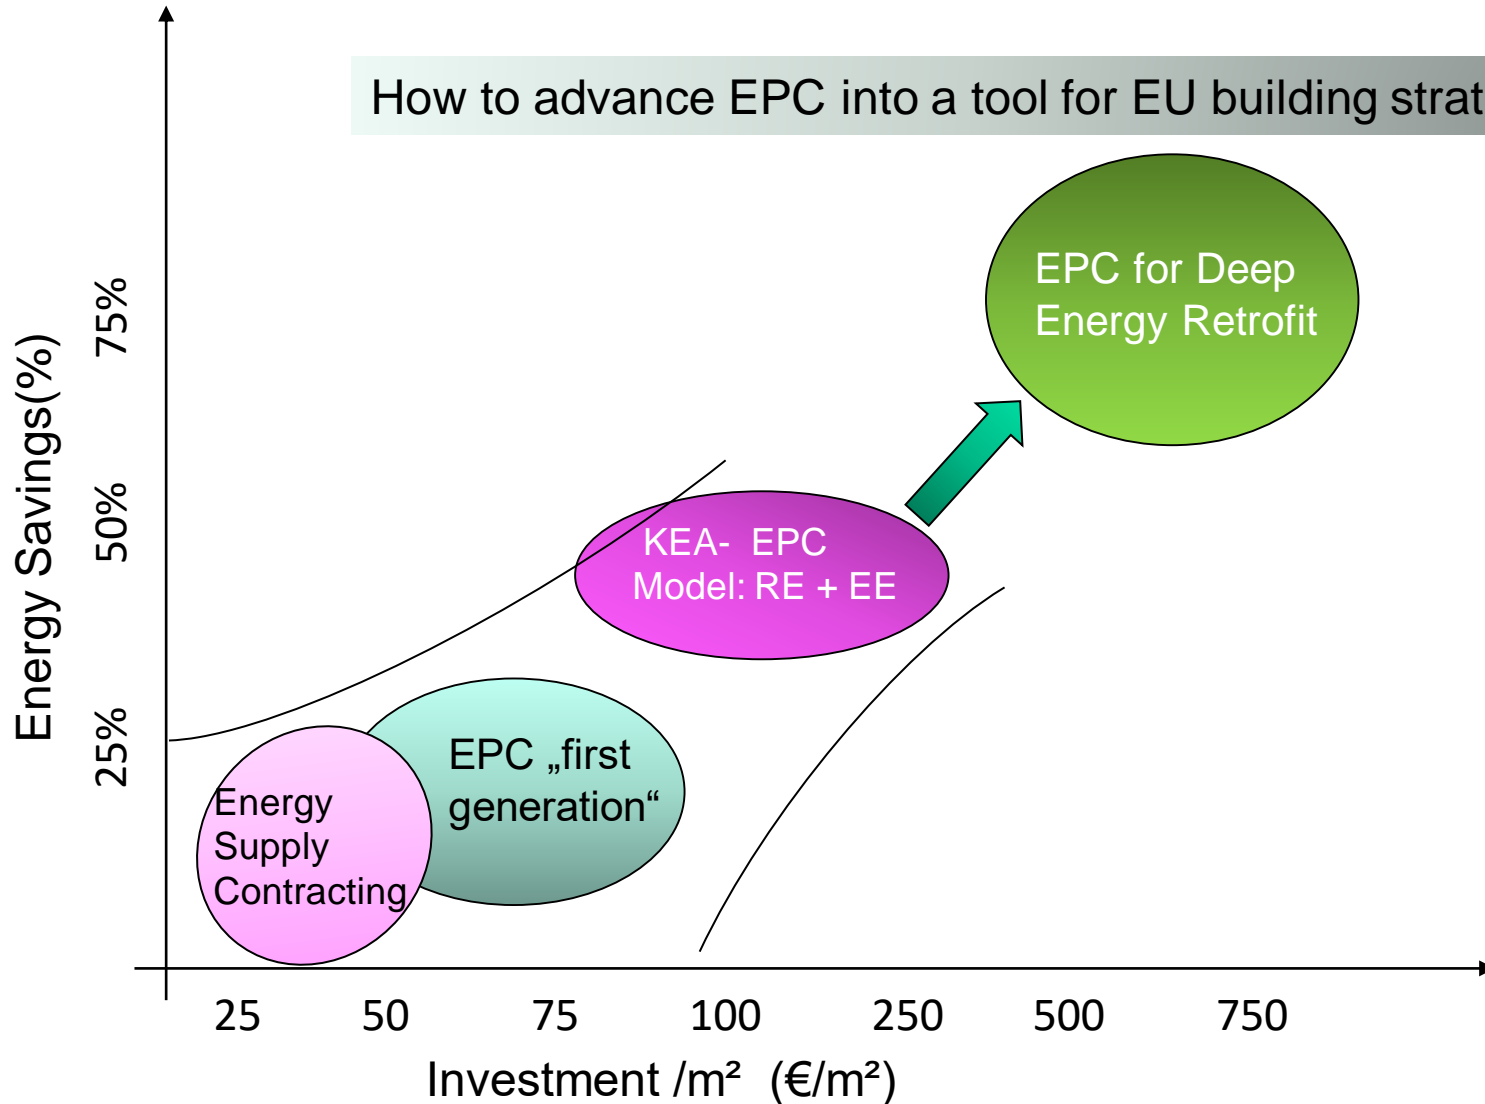 How to advance EPC into a tool for EU building strat
EPC for Deep
Energy Retrofit
75%
50%
25%
Energy Savings(%)
KEA- EPC
Model: RE + EE
EPC „first
generation“
Energy
Supply
Contracting
25 50 75 100 250 500 750
Investment /m² (€/m²)